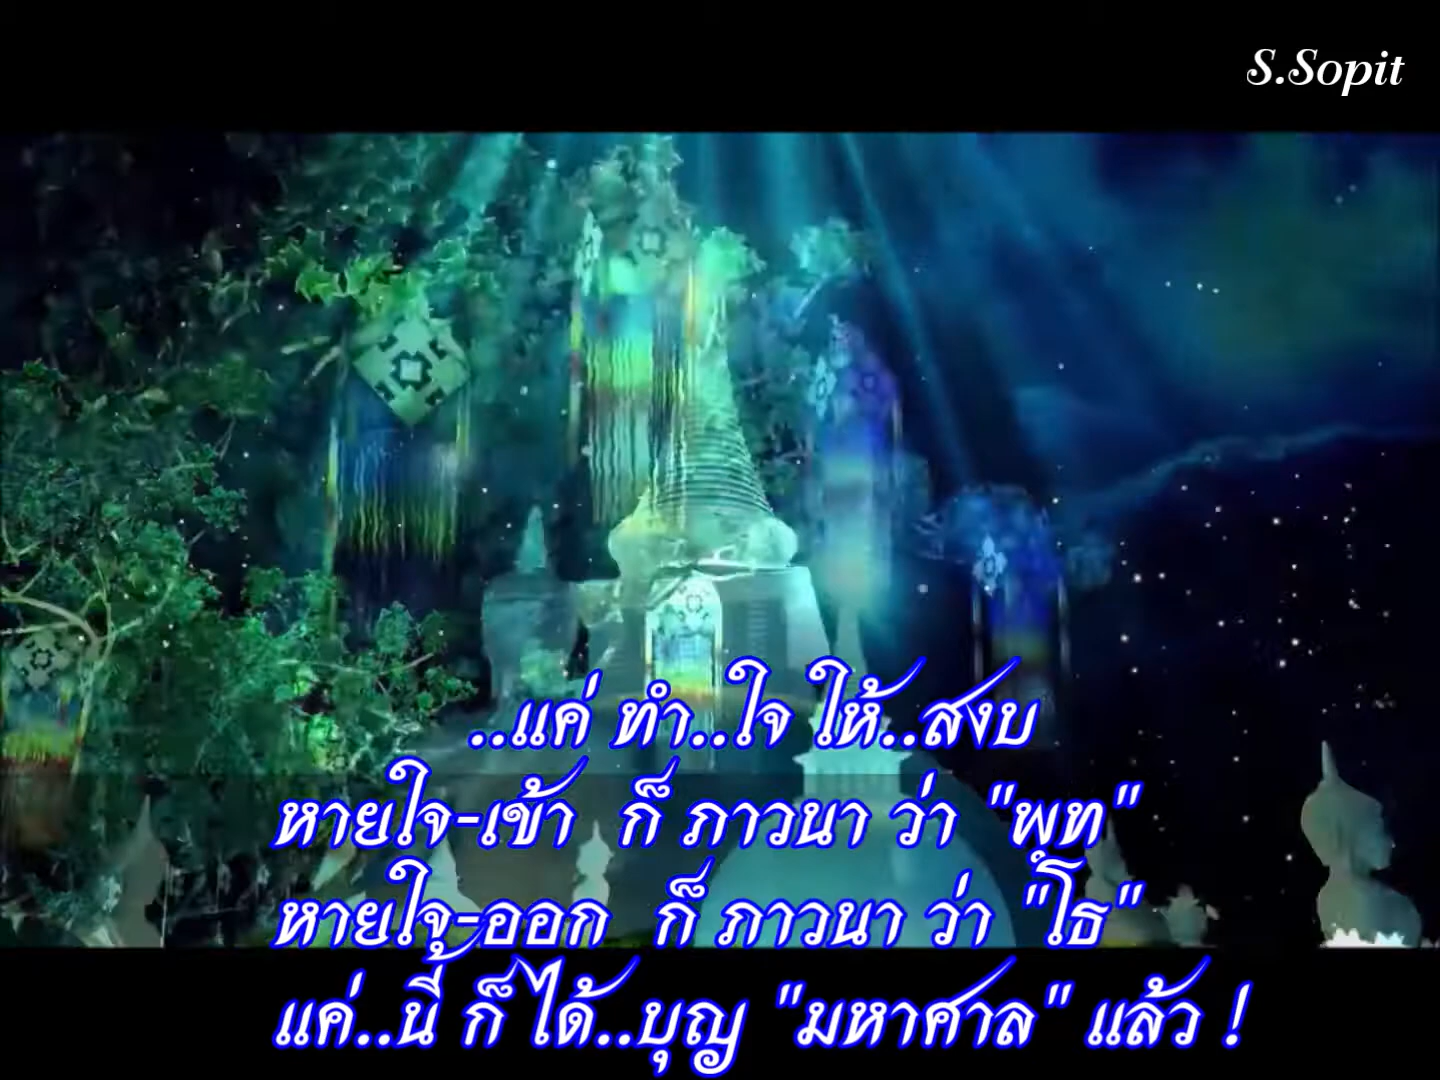 S.Sopit
..แค่ ทำ..ใจ ให้..สงบ
หายใจ-เข้า ก็ ภาวนา ว่า "พุท"
หายใจ-ออก ก็ ภาวนา ว่า "โธ"
แค่..นี้ ก็ ได้..บุญ "มหาศาล" แล้ว !